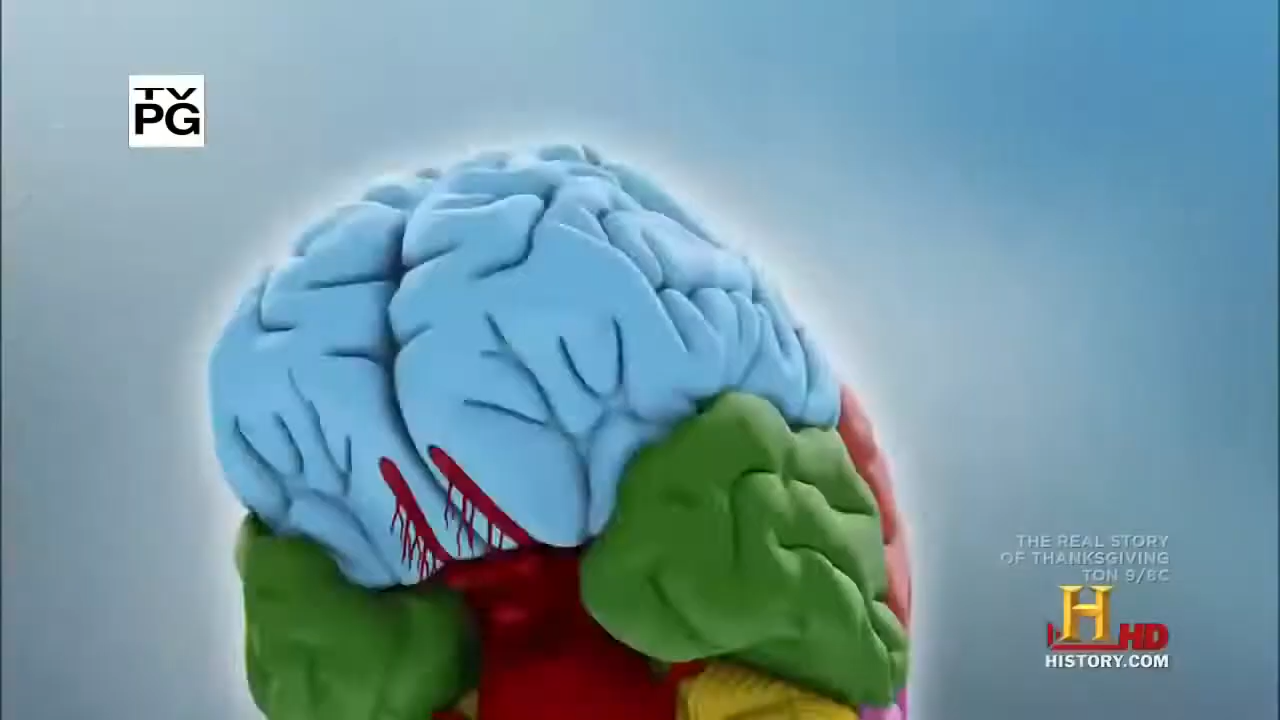 TV
PG
THE REAL STORY
OF THANKSGIVING
TON 9/8C
H HD
HISTORY.COM